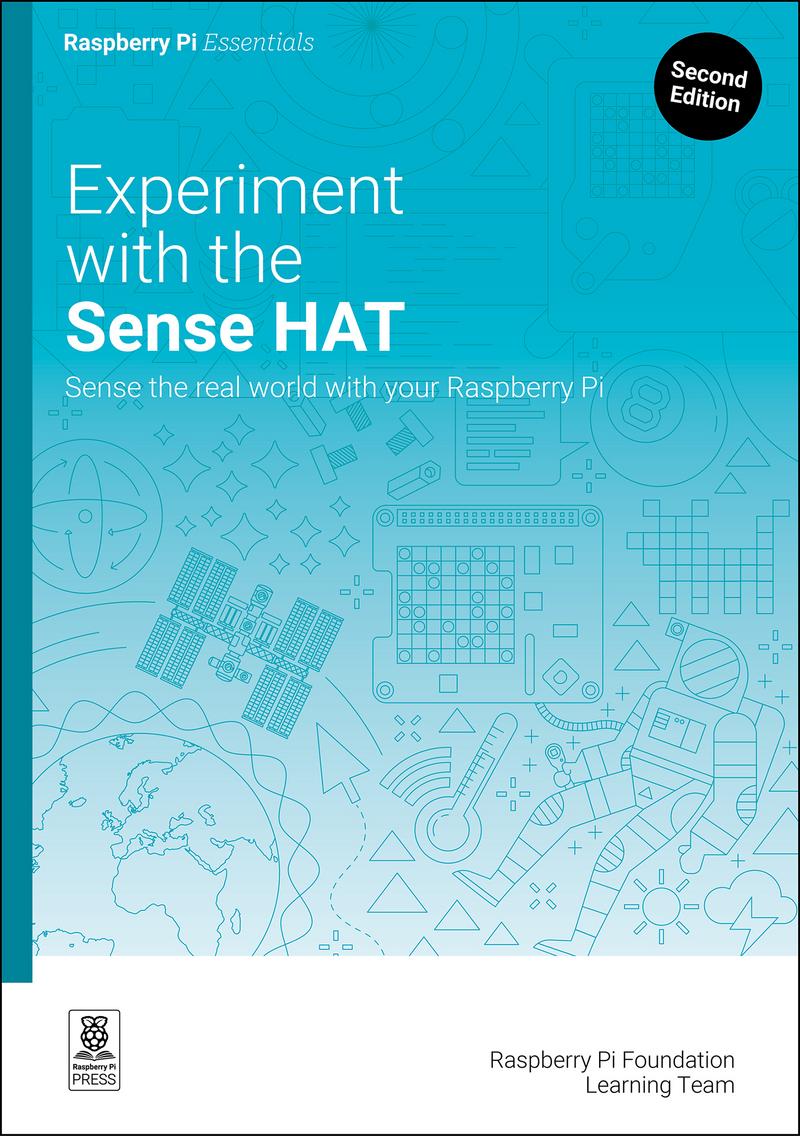 Raspberry Pi Essentials
Second
Edition
Experiment
with the
Sense HAT
Sense the real world with your Raspberry Pi
8
Raspberry Pi
PRESS
Raspberry Pi Foundation
Learning Team